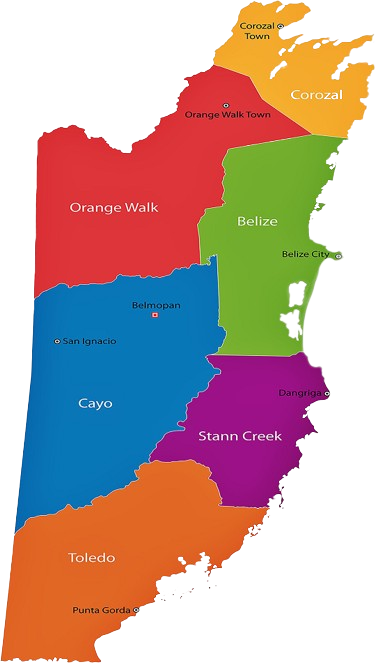 Corozal
Town
Corozal
Orange Walk Town
Orange Walk
Belize
Belize City
Belmopan
San Ignacio
Dangriga
Cayo
Stann Creek
Toledo
Punta Gorda